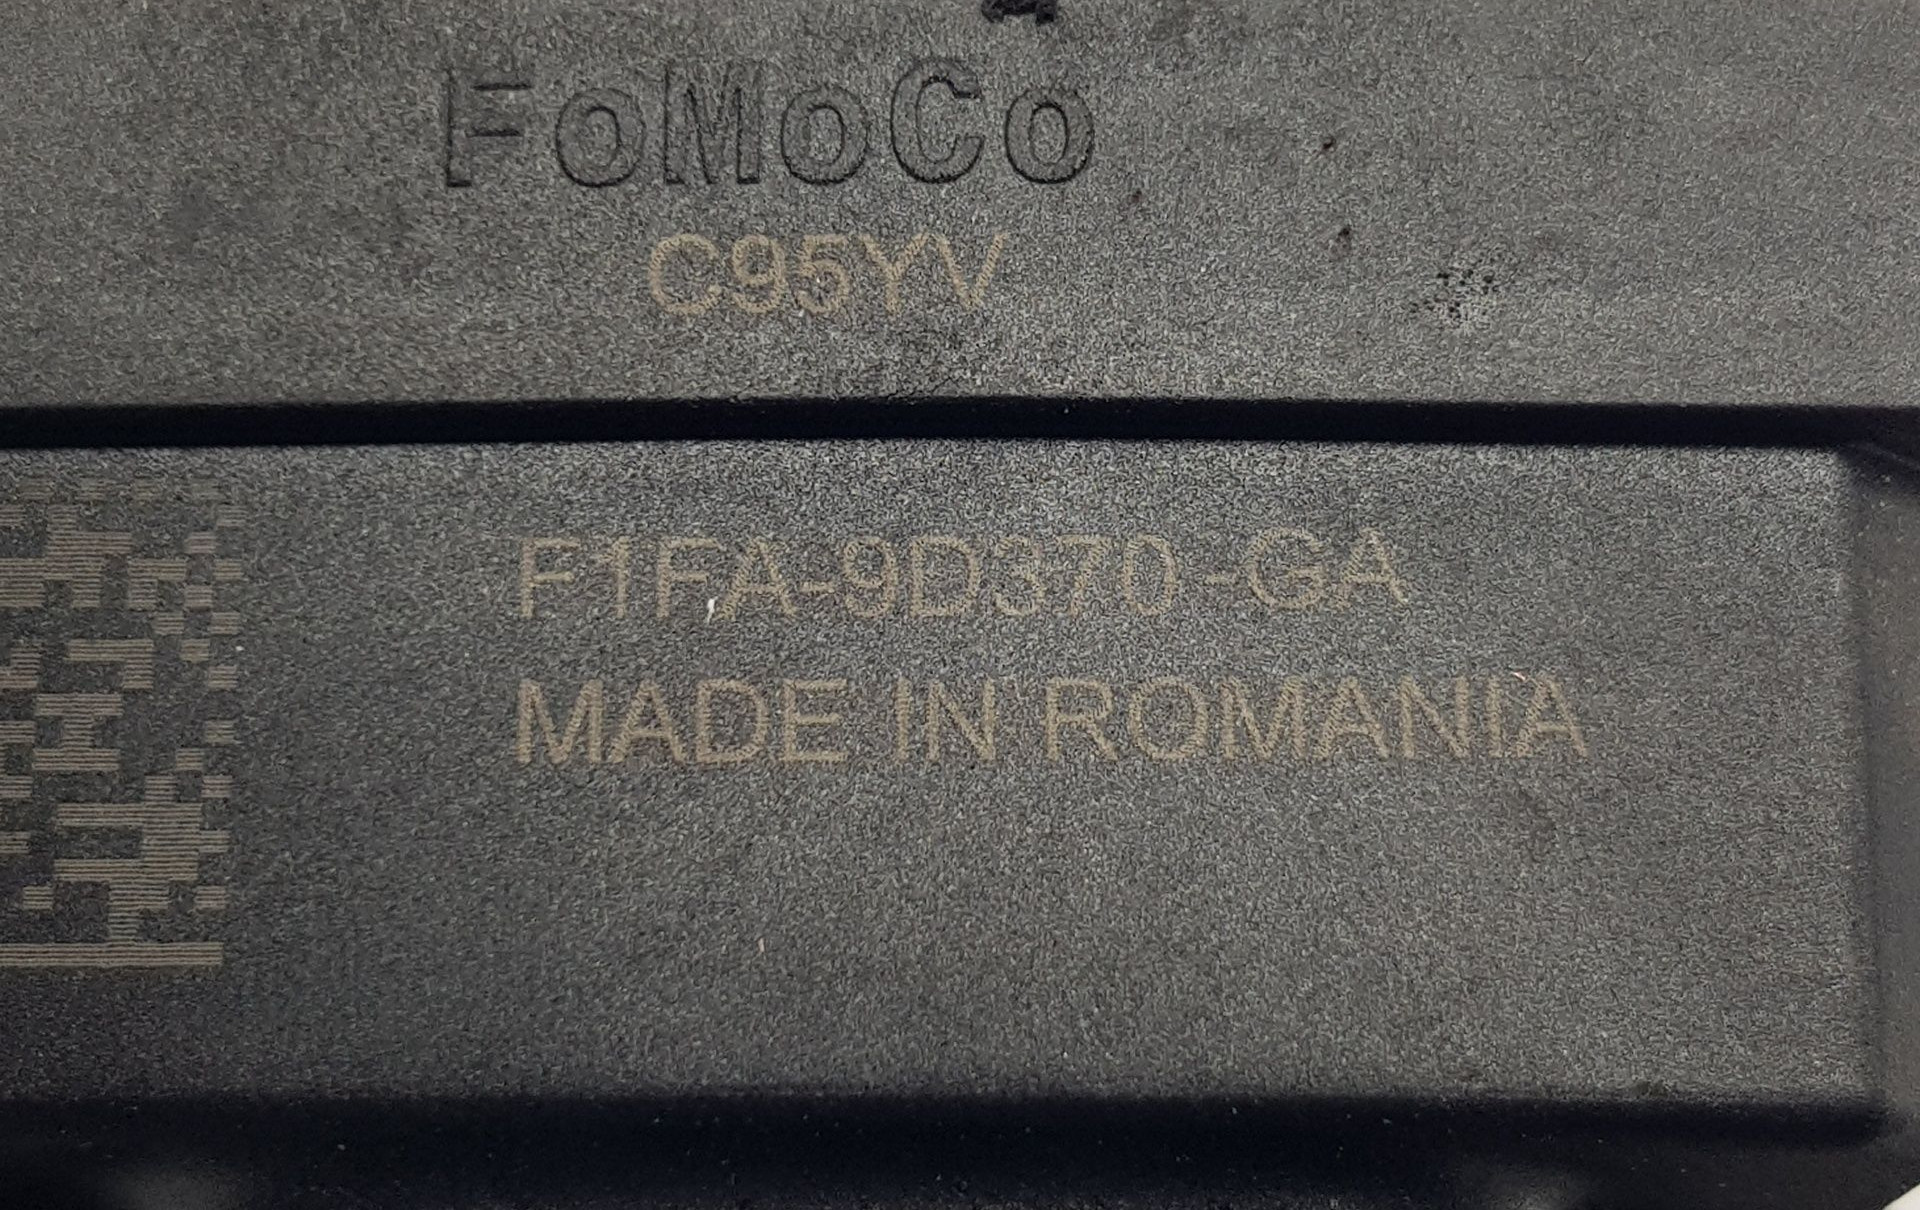 FoMoCo
C95YV
F1FA-9D370-GA
MADE IN ROMANIA